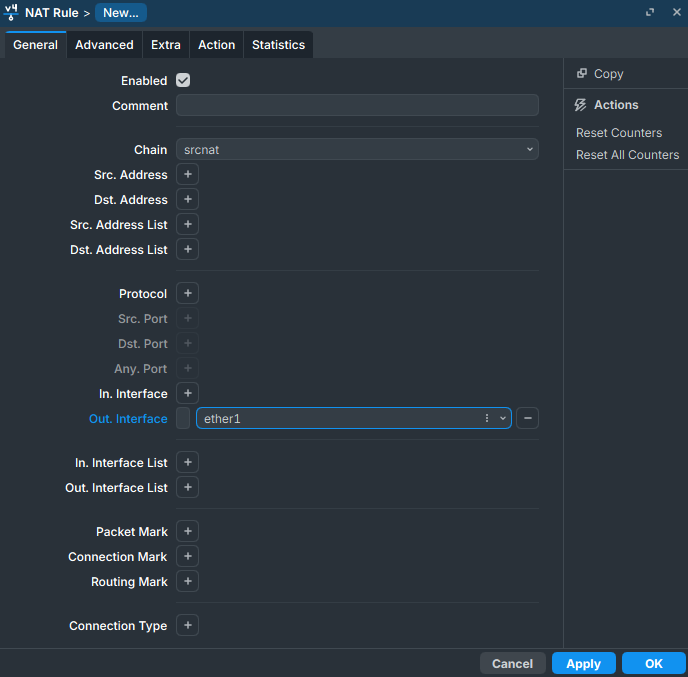 v4 NAT Rule > New...
General Advanced Extra Action Statistics
Enabled
Comment
Chain srcnat
Src. Address +
Dst. Address +
Src. Address List +
Dst. Address List +
Protocol +
Src. Port +
Dst. Port +
Any. Port +
In. Interface +
Out. Interface ether1 −
In. Interface List +
Out. Interface List +
Packet Mark +
Connection Mark +
Routing Mark +
Connection Type +
Copy
Actions
Reset Counters
Reset All Counters
Cancel Apply OK